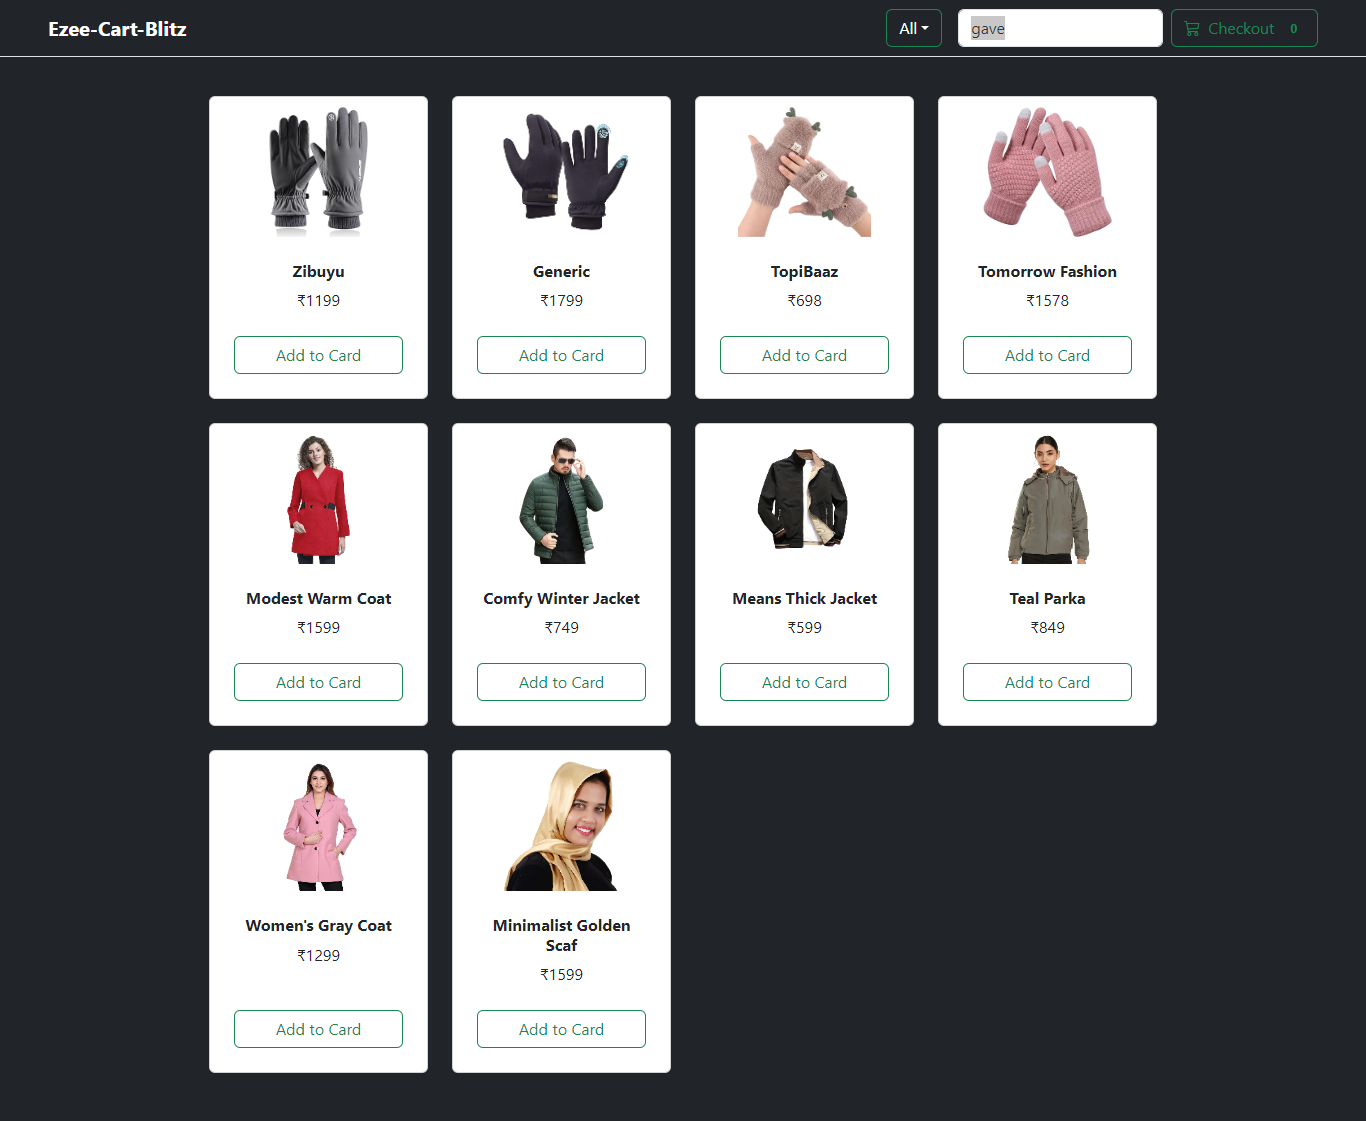 Ezee-Cart-Blitz
All
gave
Checkout 0
Zibuyu
₹1199
Add to Card
Generic
₹1799
Add to Card
TopiBaaz
₹698
Add to Card
Tomorrow Fashion
₹1578
Add to Card
Modest Warm Coat
₹1599
Add to Card
Comfy Winter Jacket
₹749
Add to Card
Means Thick Jacket
₹599
Add to Card
Teal Parka
₹849
Add to Card
Women's Gray Coat
₹1299
Add to Card
Minimalist Golden
Scaf
₹1599
Add to Card